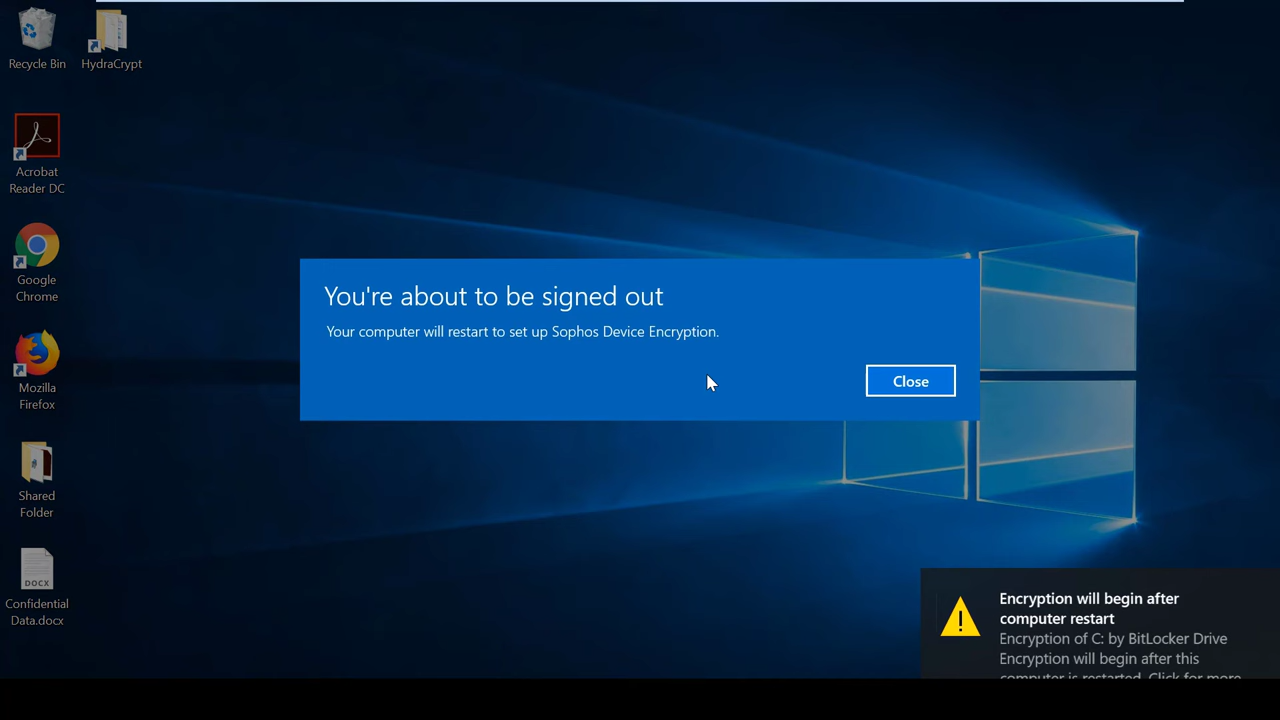 Recycle Bin
HydraCrypt
Acrobat
Reader DC
Google
Chrome
Mozilla
Firefox
Shared
Folder
DOCX
Confidential
Data.docx
You're about to be signed out
Your computer will restart to set up Sophos Device Encryption.
Close
Encryption will begin after
computer restart
Encryption of C: by BitLocker Drive
Encryption will begin after this
computer is restarted. Click for more